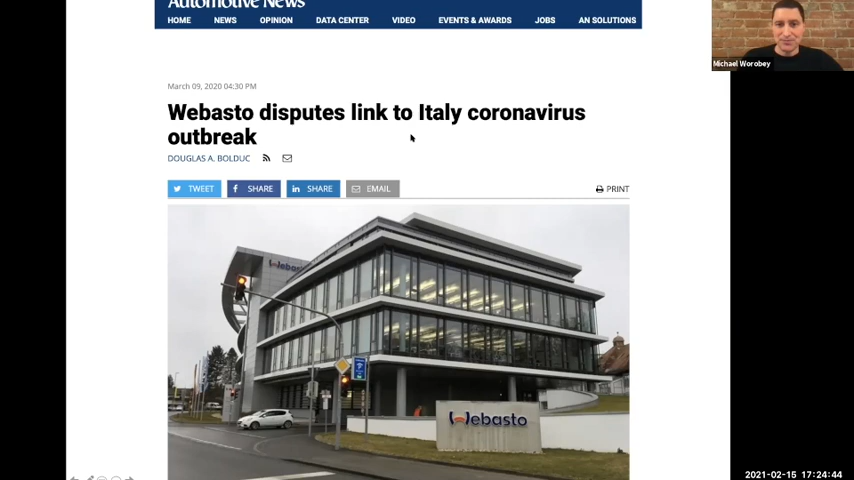 Automotive News
HOME NEWS OPINION DATA CENTER VIDEO EVENTS & AWARDS JOBS AN SOLUTIONS
Michael Worobey
March 09, 2020 04:30 PM
Webasto disputes link to Italy coronavirus
outbreak
DOUGLAS A. BOLDUC
TWEET SHARE SHARE EMAIL PRINT
Webasto
Webasto
2021-02-15 17:24:44